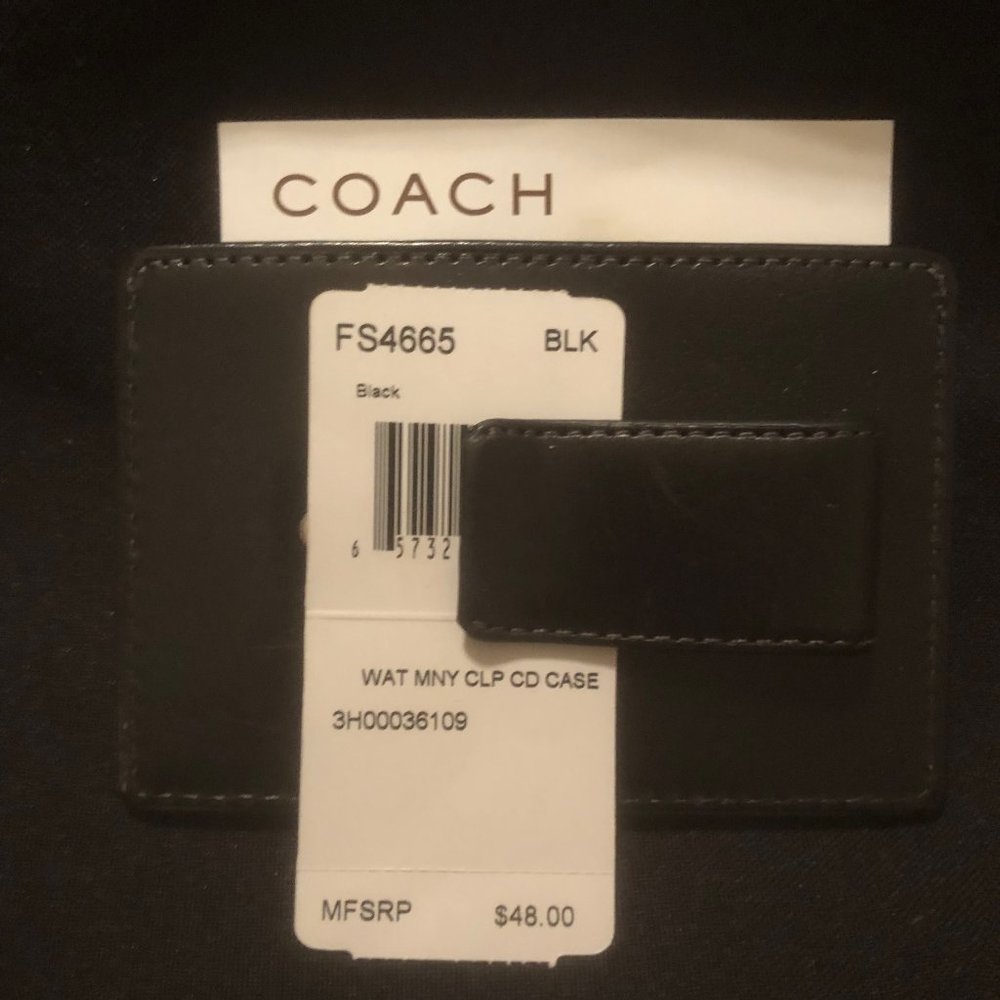 COACH
FS4665 BLK
Black
6 5732
WAT MNY CLP CD CASE
3H00036109
MFSRP $48.00